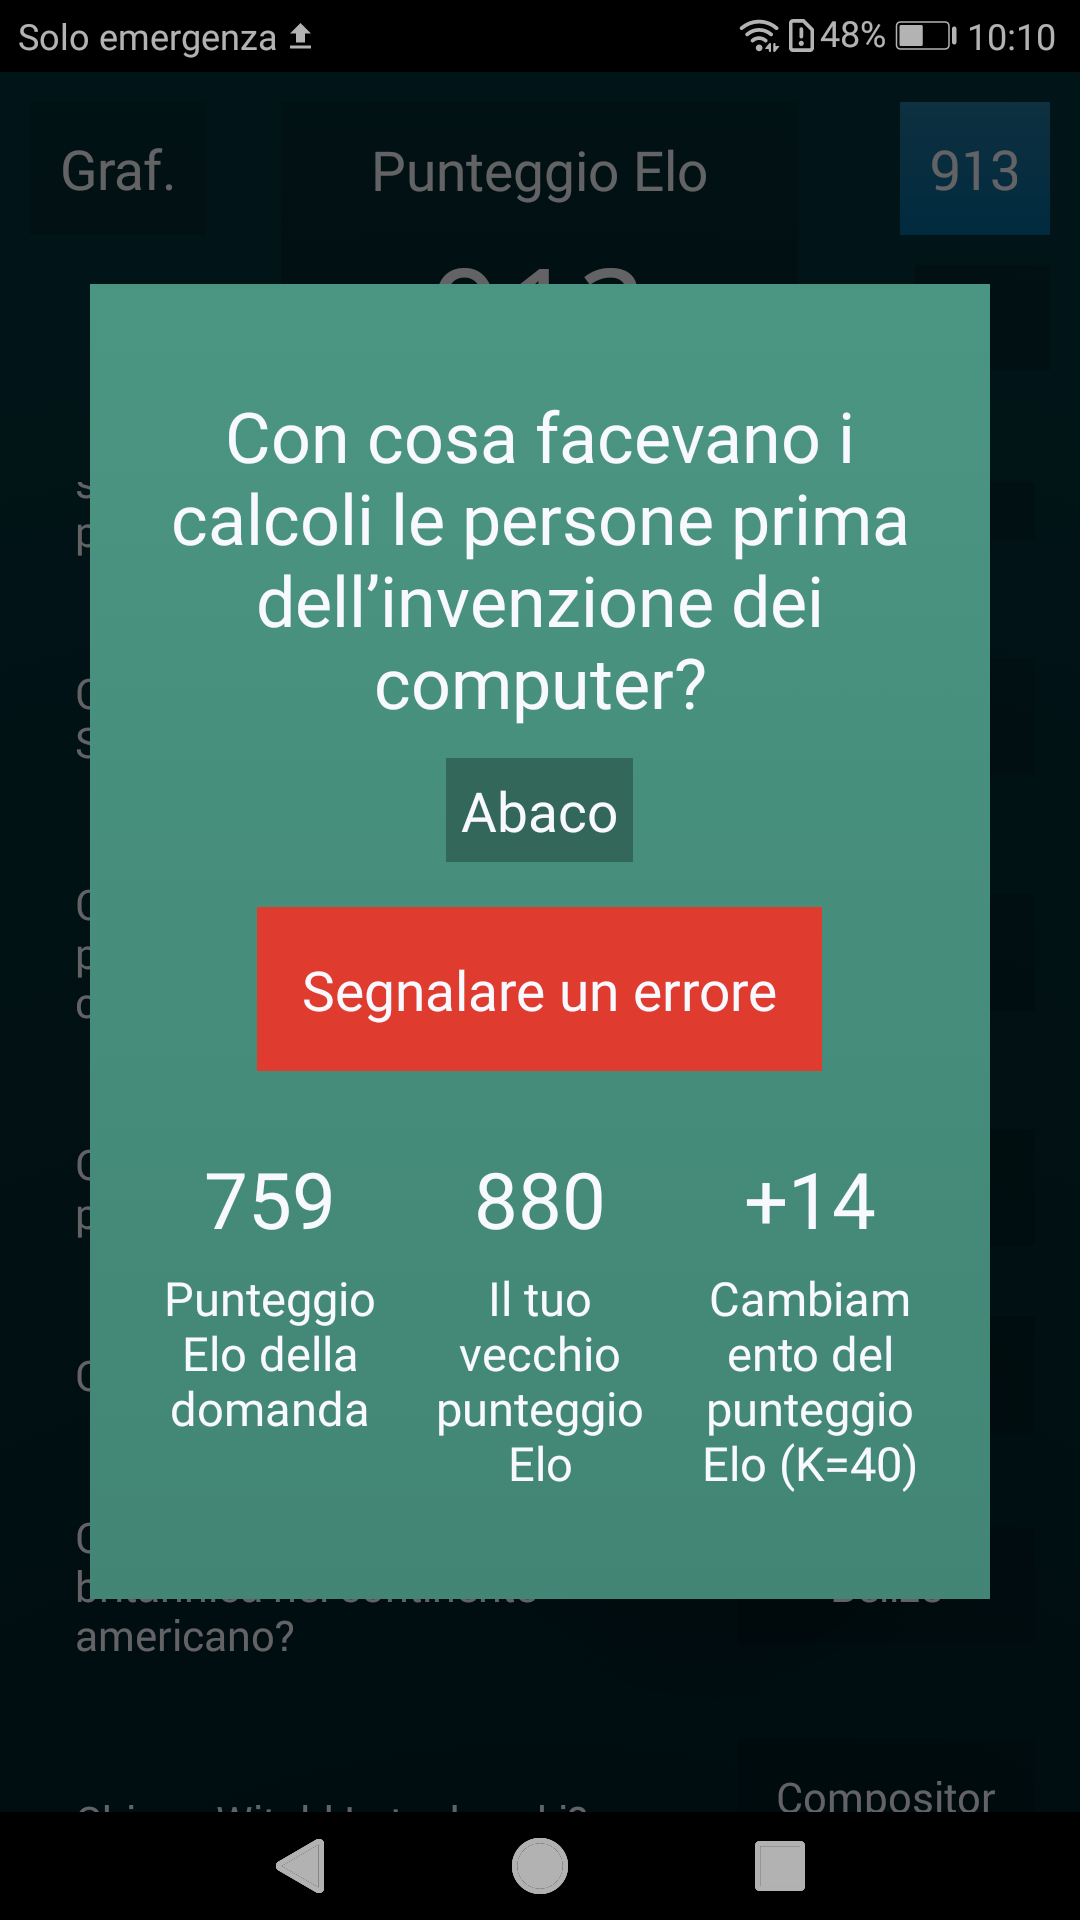 Solo emergenza
48%
10:10
Graf.
Punteggio Elo
913
Con cosa facevano i
calcoli le persone prima
dell’invenzione dei
computer?
Abaco
Segnalare un errore
759
880
+14
Punteggio
Elo della
domanda
Il tuo
vecchio
punteggio
Elo
Cambiam
ento del
punteggio
Elo (K=40)
americano?
Compositor